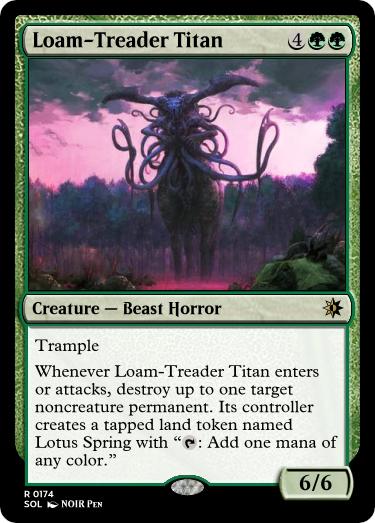 Loam-Treader Titan 4
Creature — Beast Horror
Trample
Whenever Loam-Treader Titan enters
or attacks, destroy up to one target
noncreature permanent. Its controller
creates a tapped land token named
Lotus Spring with “: Add one mana of
any color.”
6/6
R 0174
SOL NOIR PEN